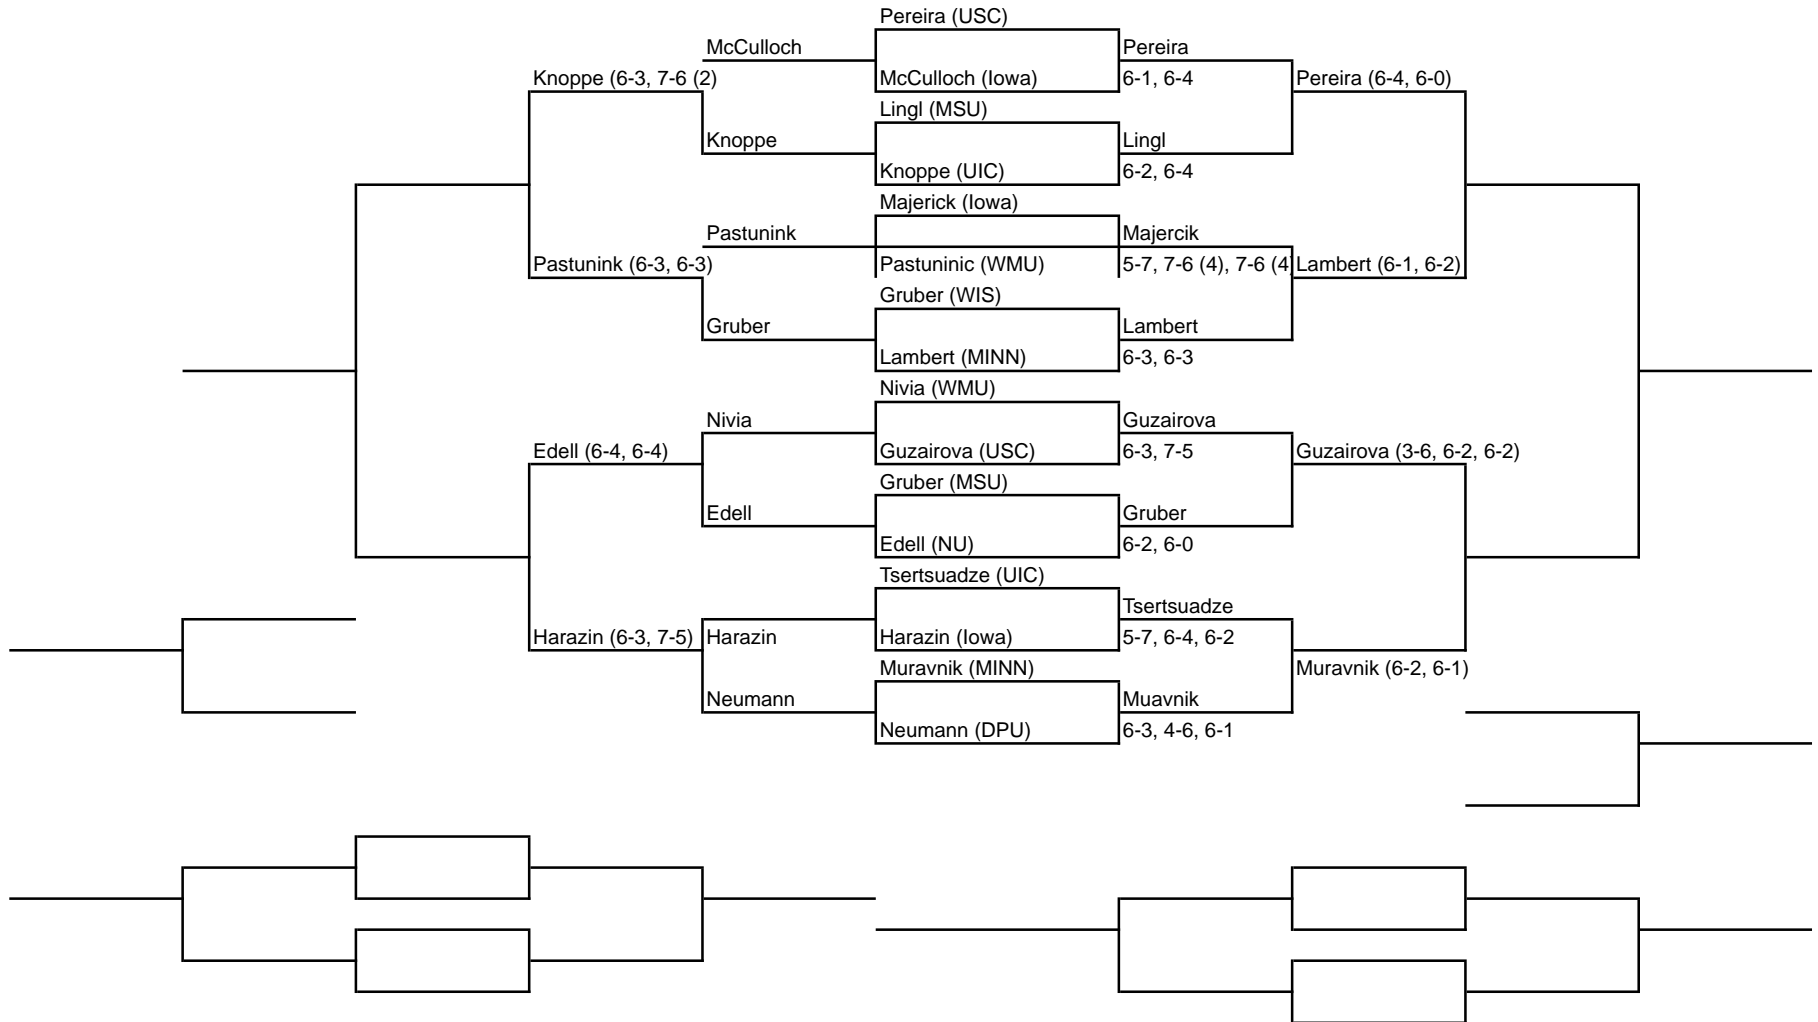 Pereira (USC)
McCulloch
Pereira
Knoppe (6-3, 7-6 (2)
McCulloch (Iowa)
6-1, 6-4
Pereira (6-4, 6-0)
Lingl (MSU)
Knoppe
Lingl
Knoppe (UIC)
6-2, 6-4
Majerick (Iowa)
Pastunink
Majercik
Pastunink (6-3, 6-3)
Pastuninic (WMU)
5-7, 7-6 (4), 7-6 (4
Lambert (6-1, 6-2)
Gruber (WIS)
Gruber
Lambert
Lambert (MINN)
6-3, 6-3
Nivia (WMU)
Nivia
Guzairova
Edell (6-4, 6-4)
Guzairova (USC)
6-3, 7-5
Guzairova (3-6, 6-2, 6-2)
Gruber (MSU)
Edell
Gruber
Edell (NU)
6-2, 6-0
Tsertsuadze (UIC)
Tsertsuadze
Harazin (6-3, 7-5)
Harazin
Harazin (Iowa)
5-7, 6-4, 6-2
Muravnik (MINN)
Muravnik (6-2, 6-1)
Neumann
Muavnik
Neumann (DPU)
6-3, 4-6, 6-1